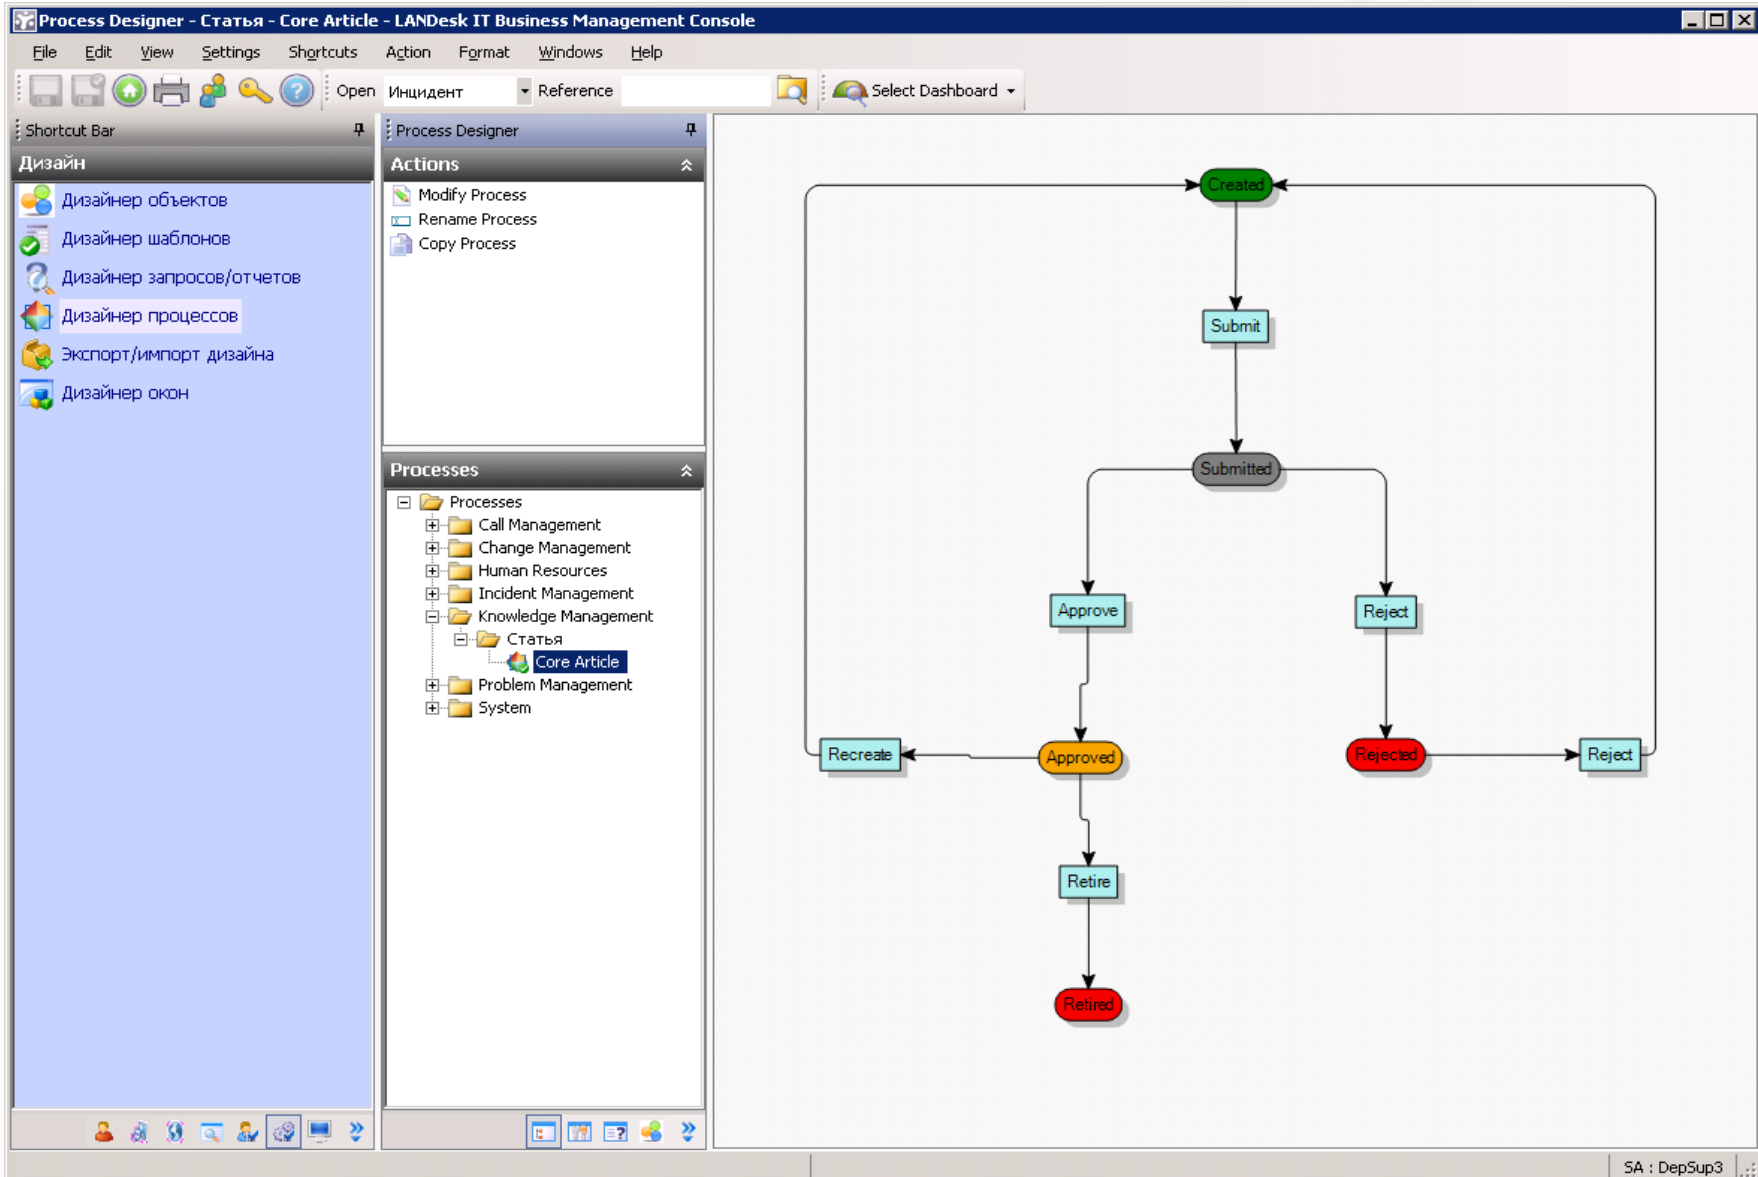 Process Designer - Статья - Core Article - LANDesk IT Business Management Console
File Edit View Settings Shortcuts Action Format Windows Help
Open Инцидент Reference Select Dashboard
Shortcut Bar
Дизайн
Дизайнер объектов
Дизайнер шаблонов
Дизайнер запросов/отчетов
Дизайнер процессов
Экспорт/импорт дизайна
Дизайнер окон
Process Designer
Actions
Modify Process
Rename Process
Copy Process
Processes
Processes
Call Management
Change Management
Human Resources
Incident Management
Knowledge Management
Статья
Core Article
Problem Management
System
Created
Submit
Submitted
Approve Reject
Recreate Approved Rejected Reject
Retire
Retired
SA : DepSup3